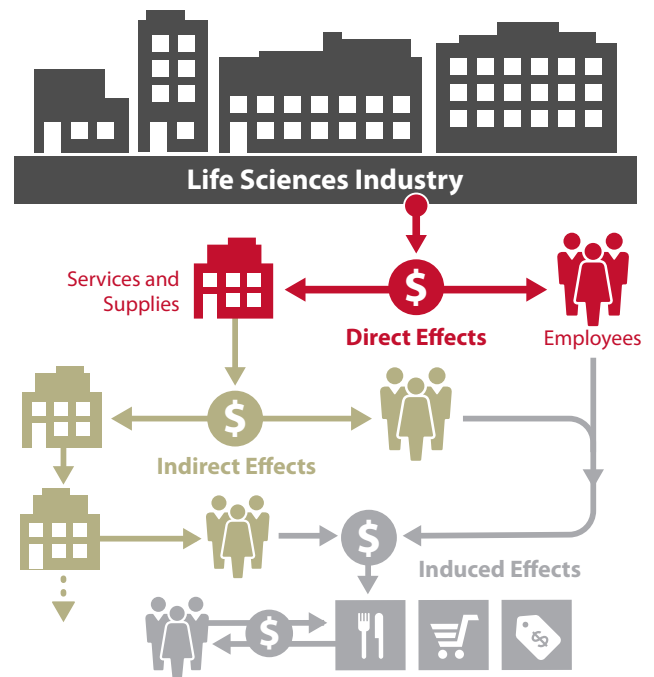 Life Sciences Industry
Services and
Supplies
$
Direct Effects
Employees
$
Indirect Effects
$
Induced Effects
$
$